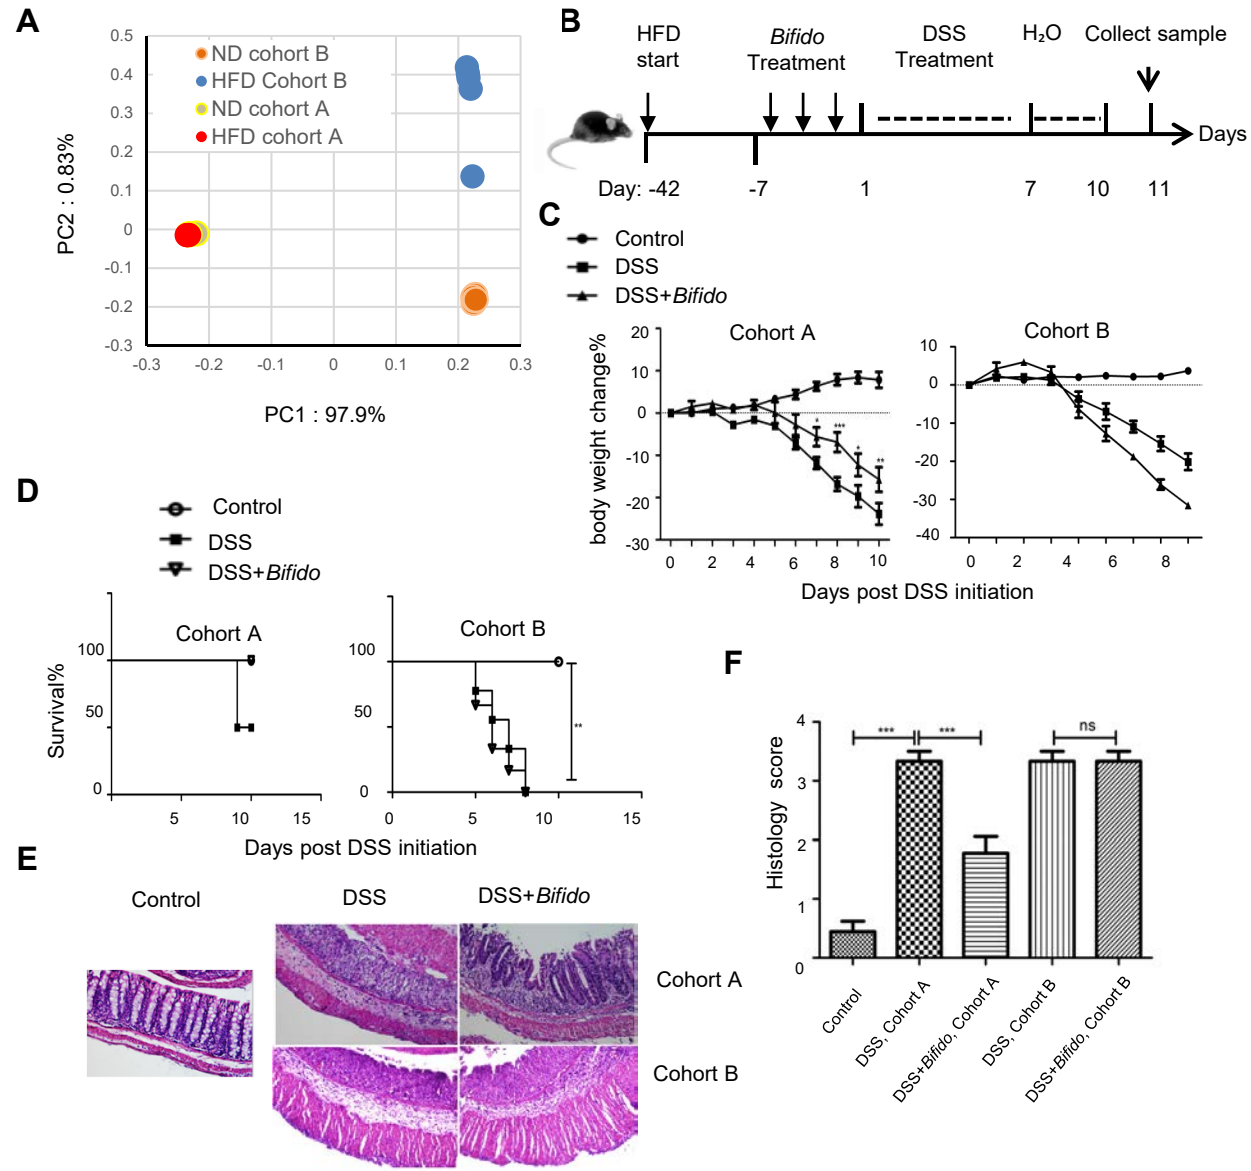 A
0.5
0.4
0.3
0.2
0.1
0
-0.1
-0.2
-0.3
-0.3
-0.2
-0.1
0
0.1
0.2
0.3
PC2 : 0.83%
PC1 : 97.9%
ND cohort B
HFD Cohort B
ND cohort A
HFD cohort A
B
HFD
start
Bifido
Treatment
DSS
Treatment
H₂O
Collect sample
Days
Day: -42
-7
1
7
10
11
C
Control
DSS
DSS+Bifido
body weight change%
Cohort A
20
10
0
-10
-20
-30
0
2
4
6
8
10
* *** * **
Cohort B
10
0
-10
-20
-30
-40
0
2
4
6
8
Days post DSS initiation
D
Control
DSS
DSS+Bifido
Survival%
Cohort A
100
50
0
5
10
15
Cohort B
100
50
0
0
5
10
15
**
Days post DSS initiation
E
Control
DSS
DSS+Bifido
Cohort A
Cohort B
F
Histology score
4
3
2
1
0
***
***
ns
Control
DSS, Cohort A
DSS+Bifido, Cohort A
DSS, Cohort B
DSS+Bifido, Cohort B